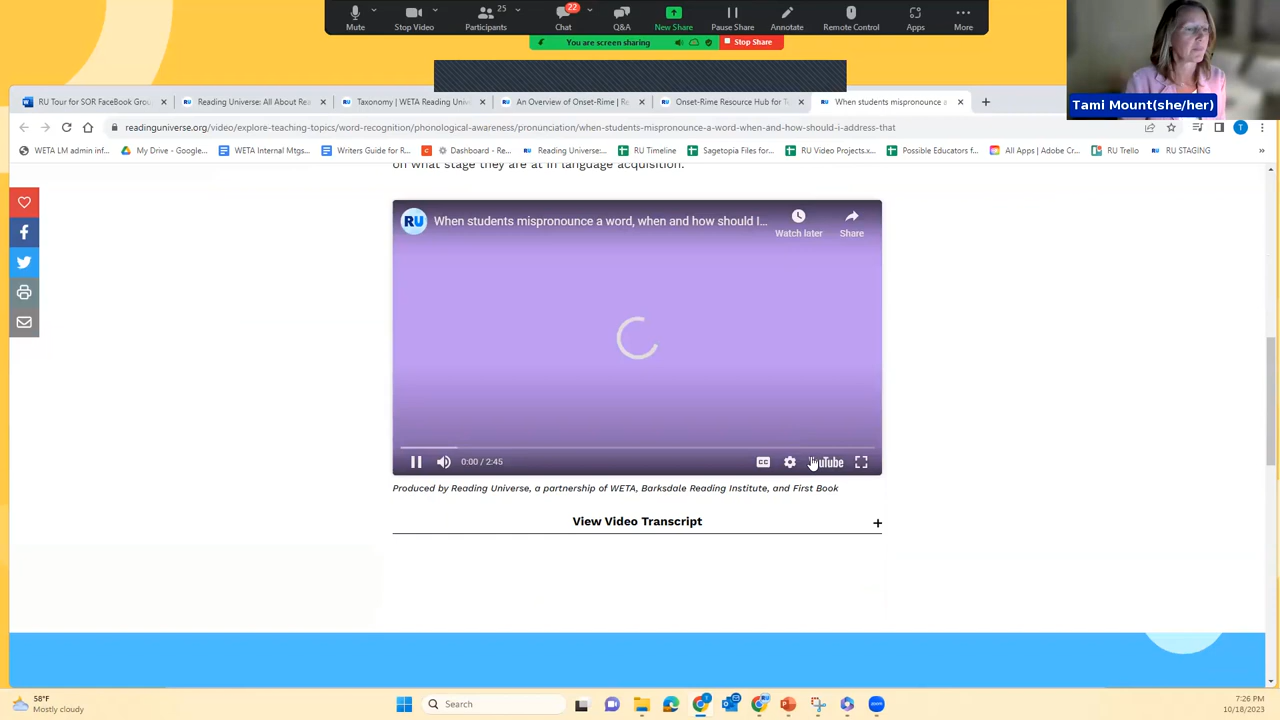 Mute
Stop Video
25
Participants
22
Chat
Q&A
New Share
Pause Share
Annotate
Remote Control
Apps
More
You are screen sharing
Stop Share
Tami Mount(she/her)
RU Tour for SOR FaceBook Grou
Reading Universe: All About Rea
Taxonomy | WETA Reading Univ
An Overview of Onset-Rime | Re
Onset-Rime Resource Hub for T
When students mispronounce a
readinguniverse.org/video/explore-teaching-topics/word-recognition/phonological-awareness/pronunciation/when-students-mispronounce-a-word-when-and-how-should-i-address-that
T
WETA LM admin inf...
My Drive - Google...
WETA Internal Mtgs...
Writers Guide for R...
Dashboard - Re...
Reading Universe:...
RU Timeline
Sagetopia Files for...
RU Video Projects.x...
Possible Educators f...
All Apps | Adobe Cr...
RU Trello
RU STAGING
on what stage they are at in language acquisition.
RU
When students mispronounce a word, when and how should I...
Watch later
Share
0:00 / 2:45
CC
YouTube
Produced by Reading Universe, a partnership of WETA, Barksdale Reading Institute, and First Book
View Video Transcript
+
58°F
Mostly cloudy
Search
7:26 PM
10/18/2023